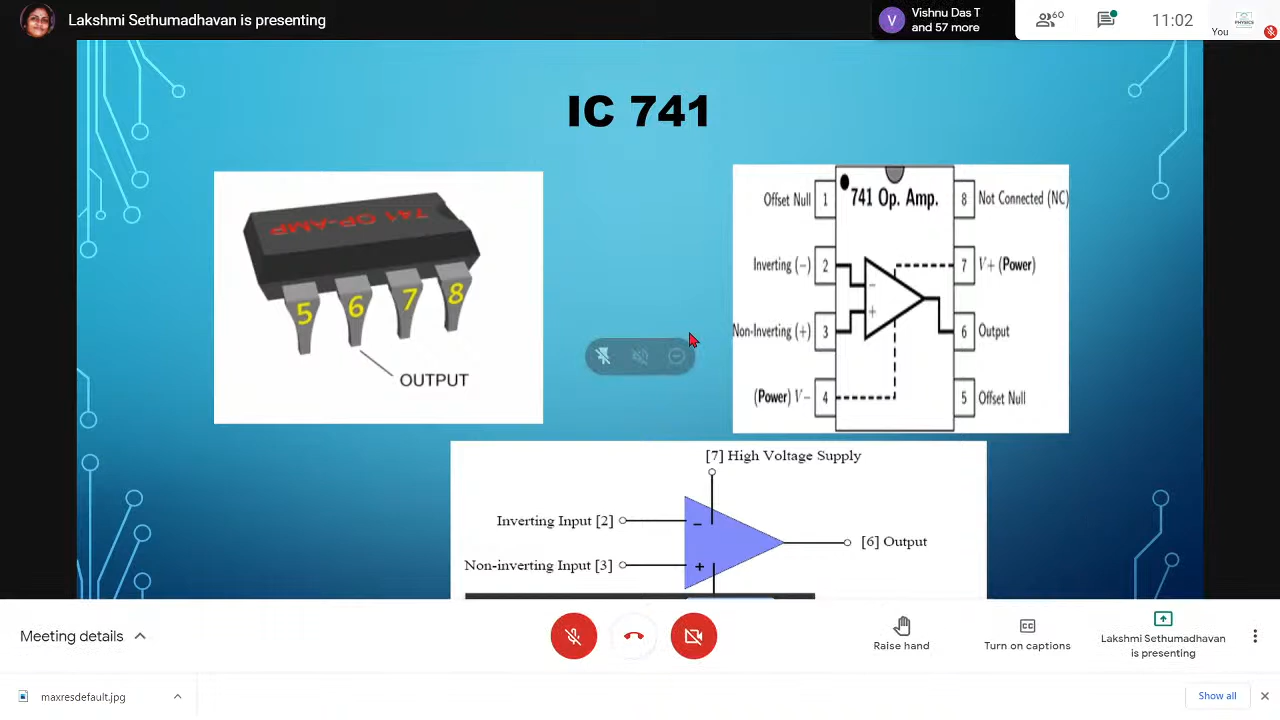 Lakshmi Sethumadhavan is presenting
V
Vishnu Das T
and 57 more
60
11:02
You
IC 741
741 OP-AMP
5 6 7 8
OUTPUT
741 Op. Amp.
Offset Null 1
8 Not Connected (NC)
Inverting (−) 2
−
7 V+ (Power)
Non-Inverting (+) 3
+
6 Output
(Power) V− 4
5 Offset Null
[7] High Voltage Supply
Inverting Input [2]
−
[6] Output
Non-inverting Input [3]
+
Meeting details
Raise hand
Turn on captions
Lakshmi Sethumadhavan
is presenting
maxresdefault.jpg
Show all